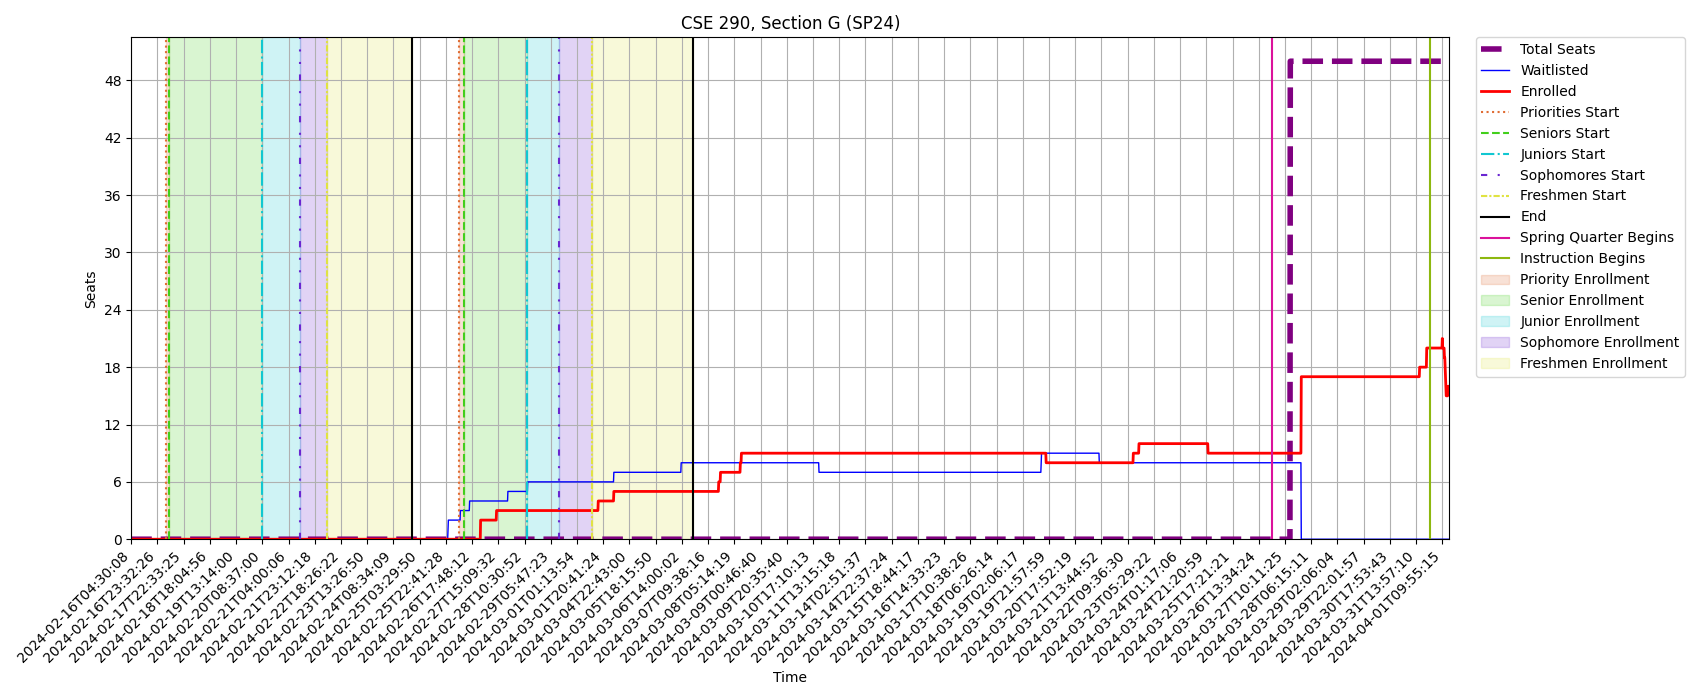 CSE 290, Section G (SP24)
Seats
48
42
36
30
24
18
12
6
0
2024-02-16T04:30:08
2024-02-16T23:32:26
2024-02-17T22:33:25
2024-02-18T18:04:56
2024-02-19T13:14:00
2024-02-20T08:37:00
2024-02-21T04:00:06
2024-02-21T23:12:18
2024-02-22T18:26:22
2024-02-23T13:26:50
2024-02-24T08:34:09
2024-02-25T03:29:50
2024-02-25T22:41:28
2024-02-26T17:48:12
2024-02-27T15:09:32
2024-02-28T10:30:52
2024-02-29T05:47:23
2024-03-01T01:13:54
2024-03-01T20:41:24
2024-03-04T22:43:00
2024-03-05T18:15:50
2024-03-06T14:00:02
2024-03-07T09:38:16
2024-03-08T05:14:19
2024-03-09T00:46:40
2024-03-09T20:35:40
2024-03-10T17:10:13
2024-03-11T13:15:18
2024-03-14T02:51:37
2024-03-14T22:37:24
2024-03-15T18:44:17
2024-03-16T14:33:23
2024-03-17T10:38:26
2024-03-18T06:26:14
2024-03-19T02:06:17
2024-03-19T21:57:59
2024-03-20T17:52:19
2024-03-21T13:44:52
2024-03-22T09:36:30
2024-03-23T05:29:22
2024-03-24T01:17:06
2024-03-24T21:20:59
2024-03-25T17:21:21
2024-03-26T13:34:24
2024-03-27T10:11:25
2024-03-28T06:15:11
2024-03-29T02:06:04
2024-03-29T22:01:57
2024-03-30T17:53:43
2024-03-31T13:57:10
2024-04-01T09:55:15
Time
Total Seats
Waitlisted
Enrolled
Priorities Start
Seniors Start
Juniors Start
Sophomores Start
Freshmen Start
End
Spring Quarter Begins
Instruction Begins
Priority Enrollment
Senior Enrollment
Junior Enrollment
Sophomore Enrollment
Freshmen Enrollment